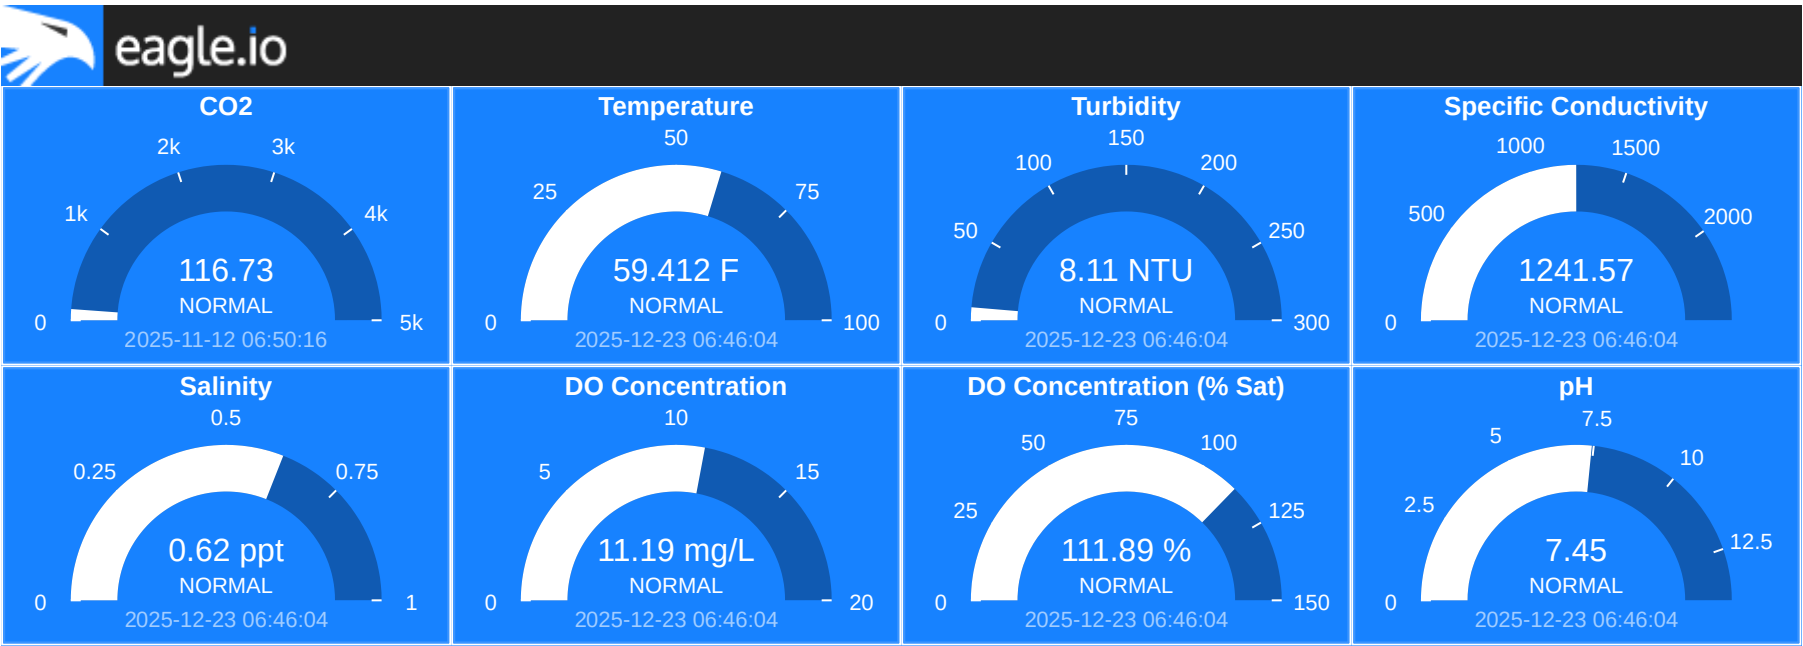 eagle.io
CO2
2k 3k
1k 4k
116.73
NORMAL
0 5k
2025-11-12 06:50:16
Temperature
50
25 75
59.412 F
NORMAL
0 100
2025-12-23 06:46:04
Turbidity
150
100 200
50 250
8.11 NTU
NORMAL
0 300
2025-12-23 06:46:04
Specific Conductivity
1000 1500
500 2000
1241.57
NORMAL
0
2025-12-23 06:46:04
Salinity
0.5
0.25 0.75
0.62 ppt
NORMAL
0 1
2025-12-23 06:46:04
DO Concentration
10
5 15
11.19 mg/L
NORMAL
0 20
2025-12-23 06:46:04
DO Concentration (% Sat)
75
50 100
25 125
111.89 %
NORMAL
0 150
2025-12-23 06:46:04
pH
7.5
5 10
2.5 12.5
7.45
NORMAL
0
2025-12-23 06:46:04